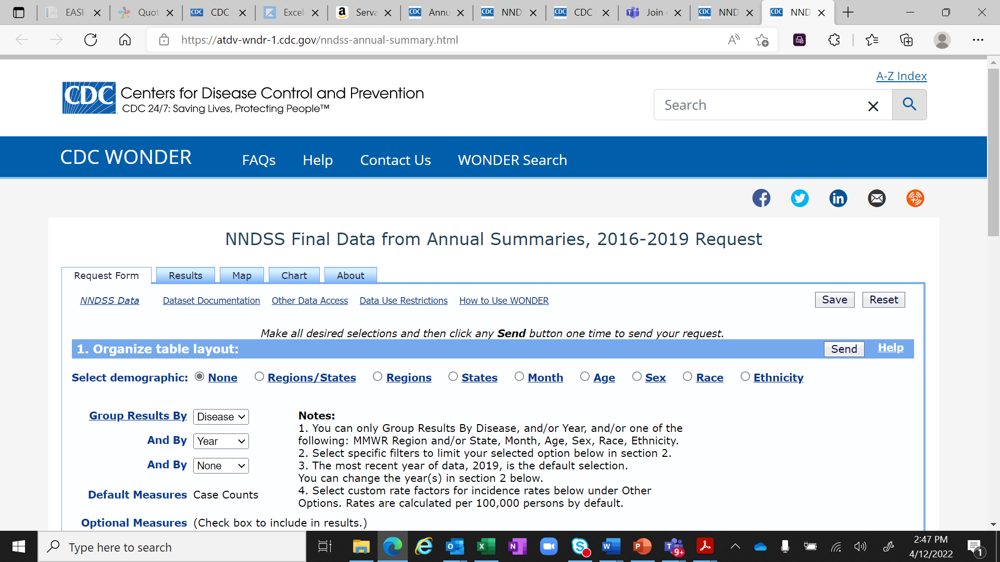 EASI Quot CDC Excel Serva Annu NND CDC Join NND NND
https://atdv-wndr-1.cdc.gov/nndss-annual-summary.html
A-Z Index
CDC Centers for Disease Control and Prevention
CDC 24/7: Saving Lives, Protecting People™
Search
CDC WONDER FAQs Help Contact Us WONDER Search
NNDSS Final Data from Annual Summaries, 2016-2019 Request
Request Form Results Map Chart About
NNDSS Data Dataset Documentation Other Data Access Data Use Restrictions How to Use WONDER Save Reset
Make all desired selections and then click any Send button one time to send your request.
1. Organize table layout: Send Help
Select demographic: None Regions/States Regions States Month Age Sex Race Ethnicity
Group Results By Disease
And By Year
And By None
Notes:
1. You can only Group Results By Disease, and/or Year, and/or one of the
following: MMWR Region and/or State, Month, Age, Sex, Race, Ethnicity.
2. Select specific filters to limit your selected option below in section 2.
3. The most recent year of data, 2019, is the default selection.
You can change the year(s) in section 2 below.
4. Select custom rate factors for incidence rates below under Other
Options. Rates are calculated per 100,000 persons by default.
Default Measures Case Counts
Optional Measures (Check box to include in results.)
Type here to search
9+
2:47 PM
4/12/2022
1